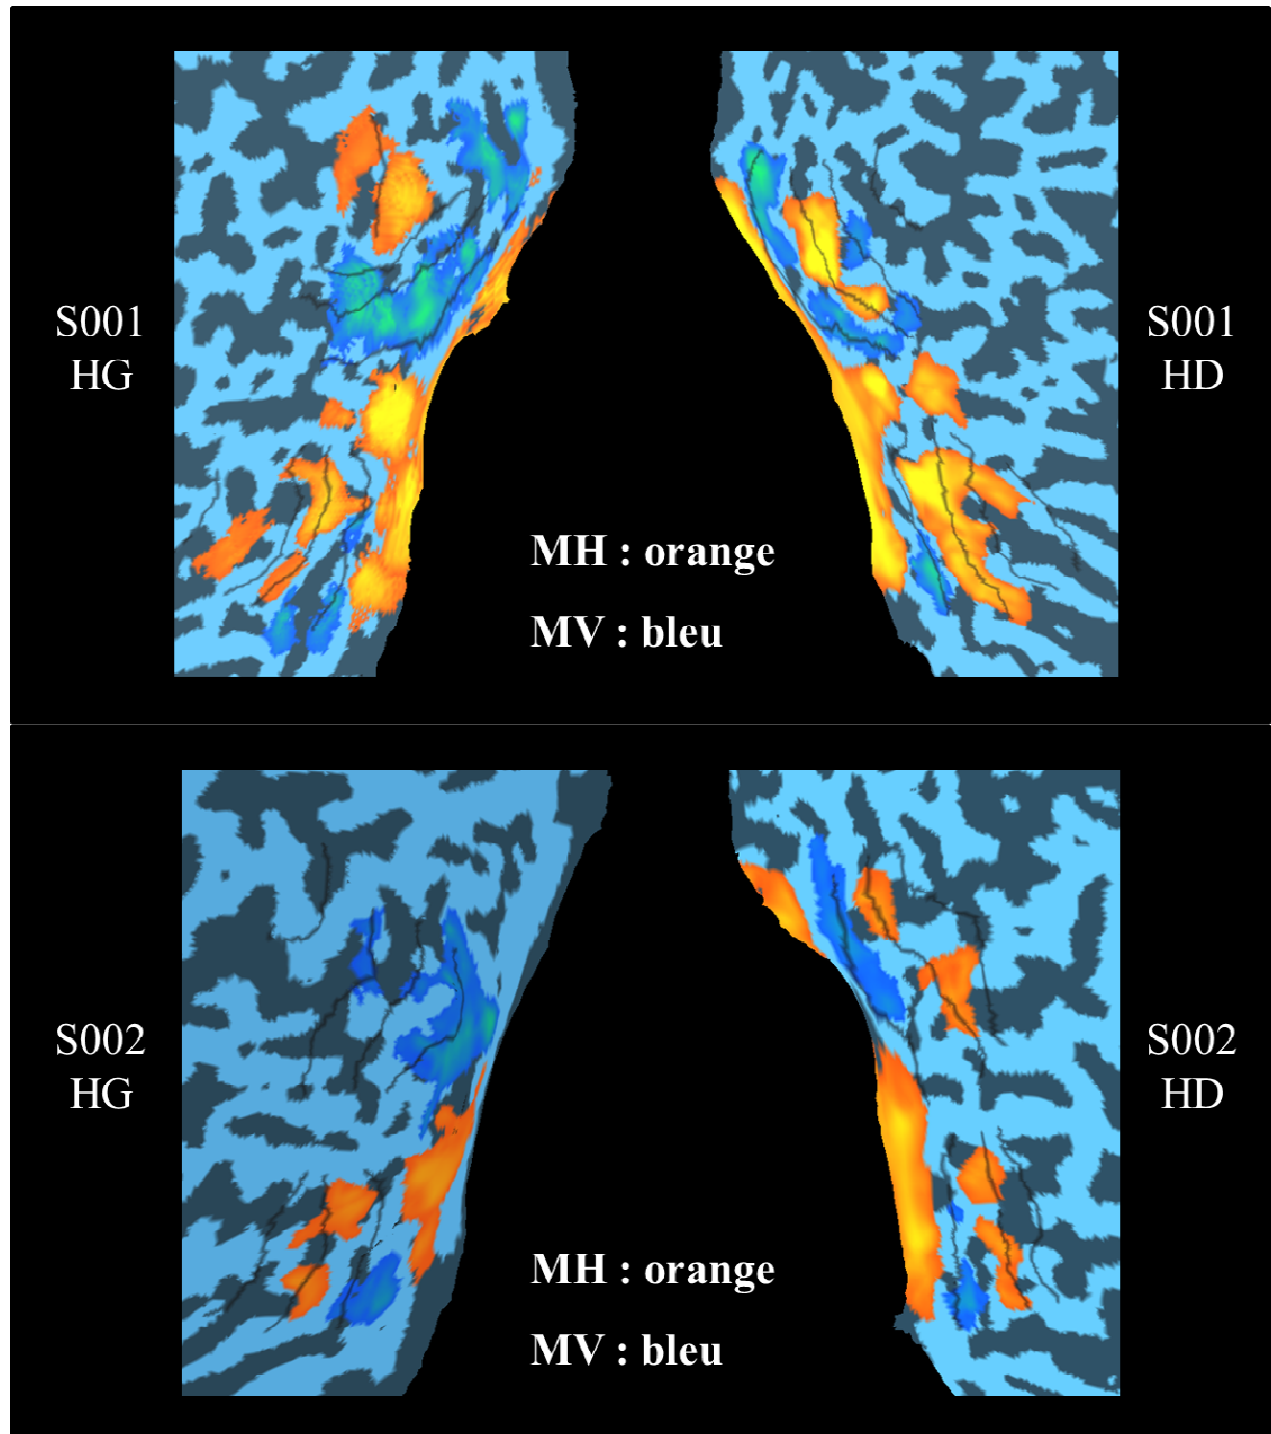 S001
HG
S001
HD
MH : orange
MV : bleu
S002
HG
S002
HD
MH : orange
MV : bleu